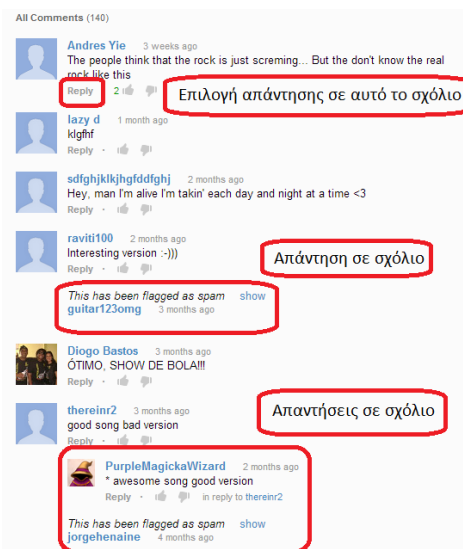 All Comments (140)
Andres Yie 3 weeks ago
The people think that the rock is just screming... But the don't know the real
rock like this
Reply 2
Επιλογή απάντησης σε αυτό το σχόλιο
lazy d 1 month ago
klgfhf
Reply ·
sdfghjklkjhgfddfghj 2 months ago
Hey, man I'm alive I'm takin' each day and night at a time <3
Reply ·
raviti100 2 months ago
Interesting version :-)))
Reply ·
Απάντηση σε σχόλιο
This has been flagged as spam show
guitar123omg 3 months ago
Diogo Bastos 3 months ago
ÓTIMO, SHOW DE BOLA!!!
Reply ·
thereinr2 3 months ago
good song bad version
Reply ·
Απαντήσεις σε σχόλιο
PurpleMagickaWizard 2 months ago
* awesome song good version
Reply · in reply to thereinr2
This has been flagged as spam show
jorgehenaine 4 months ago